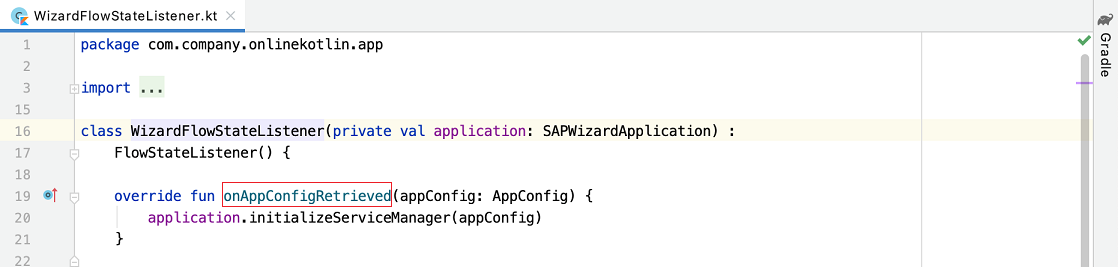 WizardFlowStateListener.kt
1 package com.company.onlinekotlin.app
2
3 import ...
15
16 class WizardFlowStateListener(private val application: SAPWizardApplication) :
17 FlowStateListener() {
18
19 override fun onAppConfigRetrieved(appConfig: AppConfig) {
20 application.initializeServiceManager(appConfig)
21 }
22
Gradle